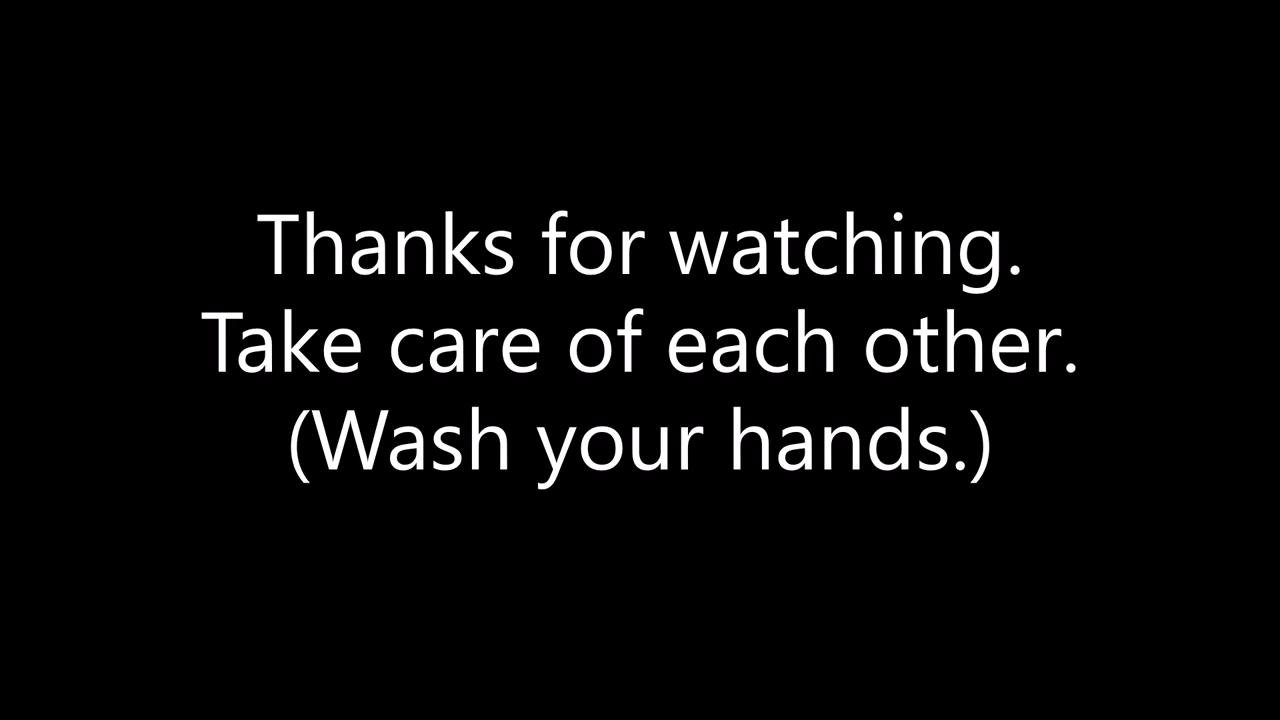 Thanks for watching.
Take care of each other.
(Wash your hands.)